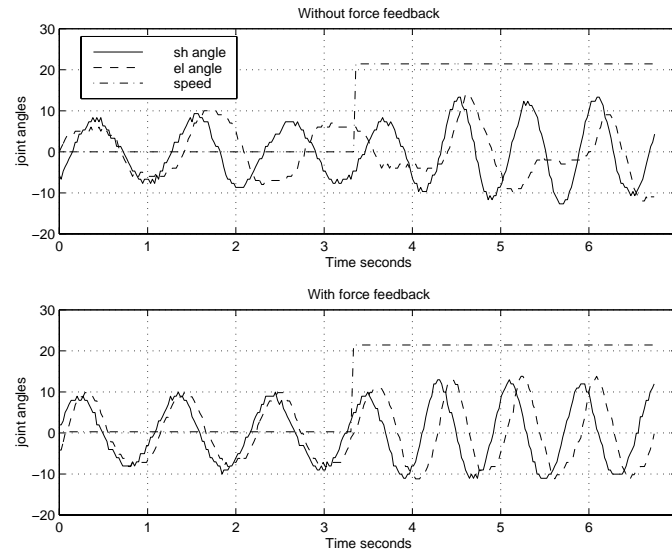 Without force feedback
30
20
10
0
−10
−20
joint angles
sh angle
el angle
speed
0 1 2 3 4 5 6
Time seconds
With force feedback
30
20
10
0
−10
−20
joint angles
0 1 2 3 4 5 6
Time seconds